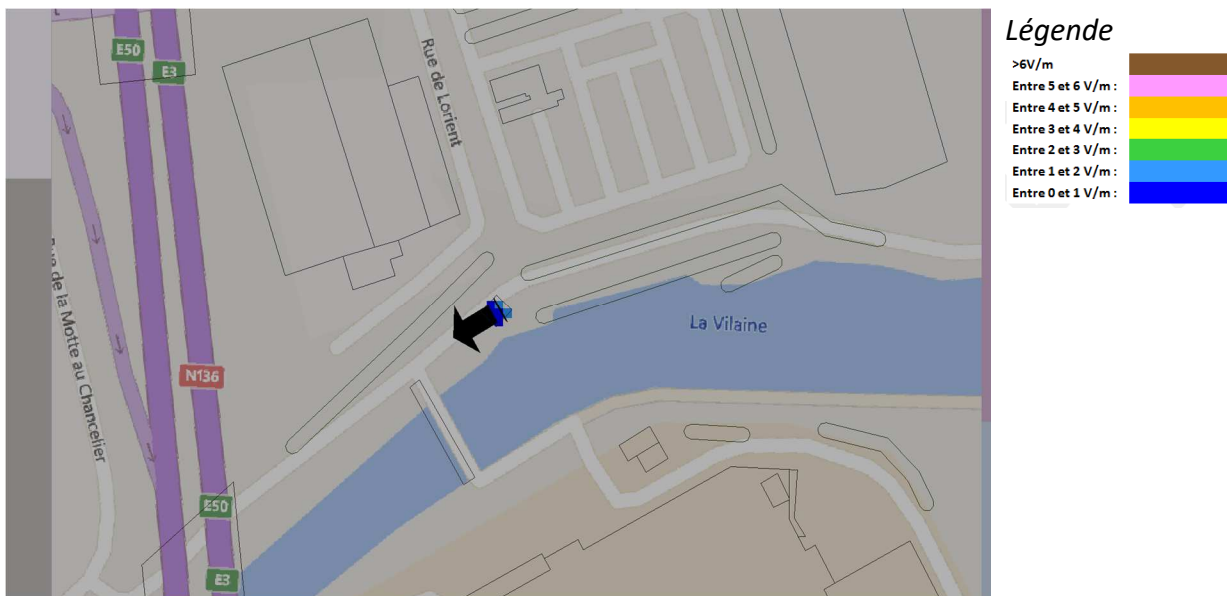 Légende
>6V/m
Entre 5 et 6 V/m :
Entre 4 et 5 V/m :
Entre 3 et 4 V/m :
Entre 2 et 3 V/m :
Entre 1 et 2 V/m :
Entre 0 et 1 V/m :
E50
E3
Rue de Lorient
Rue de la Motte au Chancelier
La Vilaine
N136
E50
E3